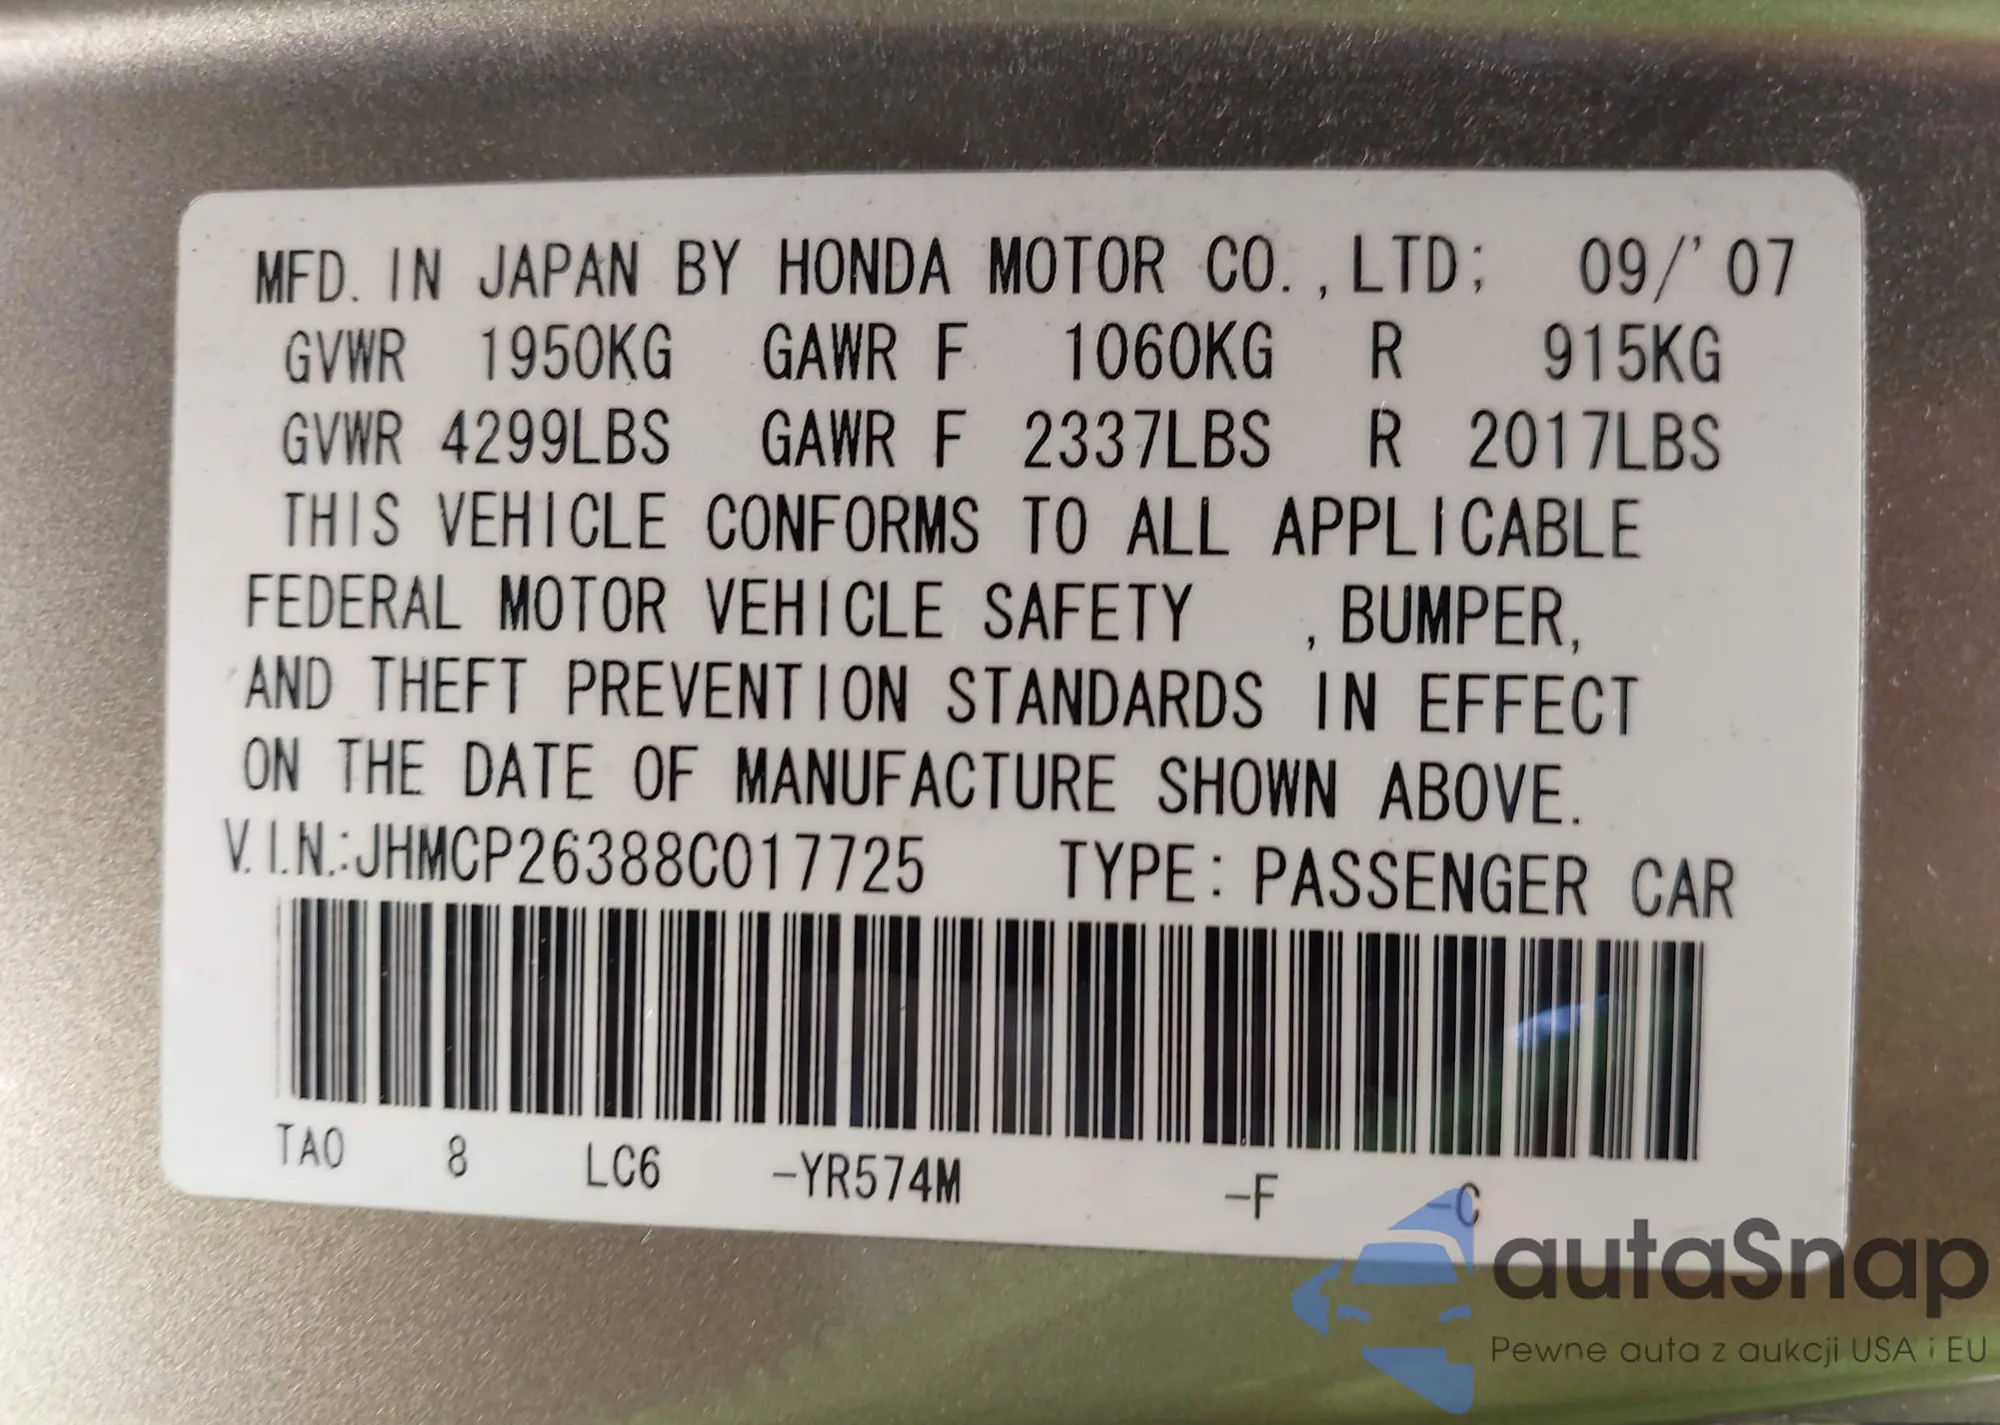 MFD. IN JAPAN BY HONDA MOTOR CO., LTD; 09/'07
GVWR 1950KG GAWR F 1060KG R 915KG
GVWR 4299LBS GAWR F 2337LBS R 2017LBS
THIS VEHICLE CONFORMS TO ALL APPLICABLE
FEDERAL MOTOR VEHICLE SAFETY , BUMPER,
AND THEFT PREVENTION STANDARDS IN EFFECT
ON THE DATE OF MANUFACTURE SHOWN ABOVE.
V.I.N.:JHMCP26388C017725 TYPE: PASSENGER CAR
TA0 8 LC6 -YR574M -F -C
autaSnap
Pewne auta z aukcji USA i EU